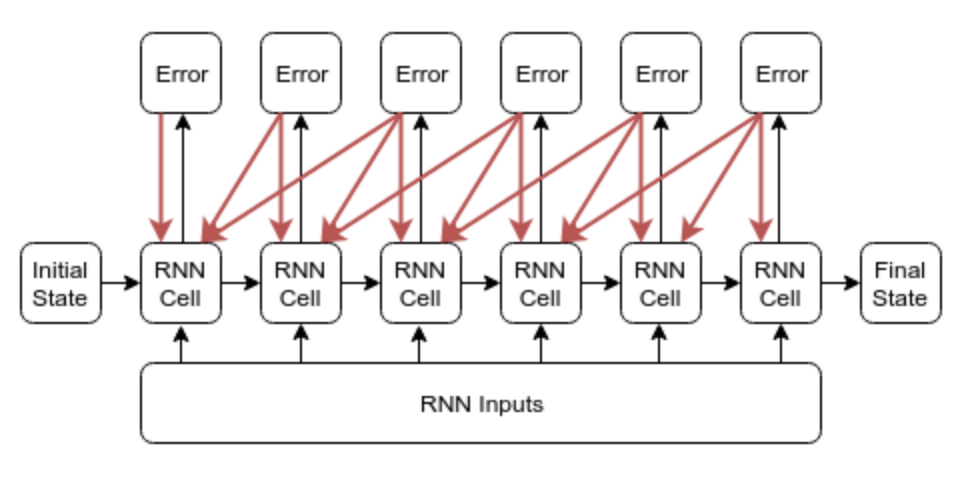 Error
Error
Error
Error
Error
Error
Initial
State
RNN
Cell
RNN
Cell
RNN
Cell
RNN
Cell
RNN
Cell
RNN
Cell
Final
State
RNN Inputs